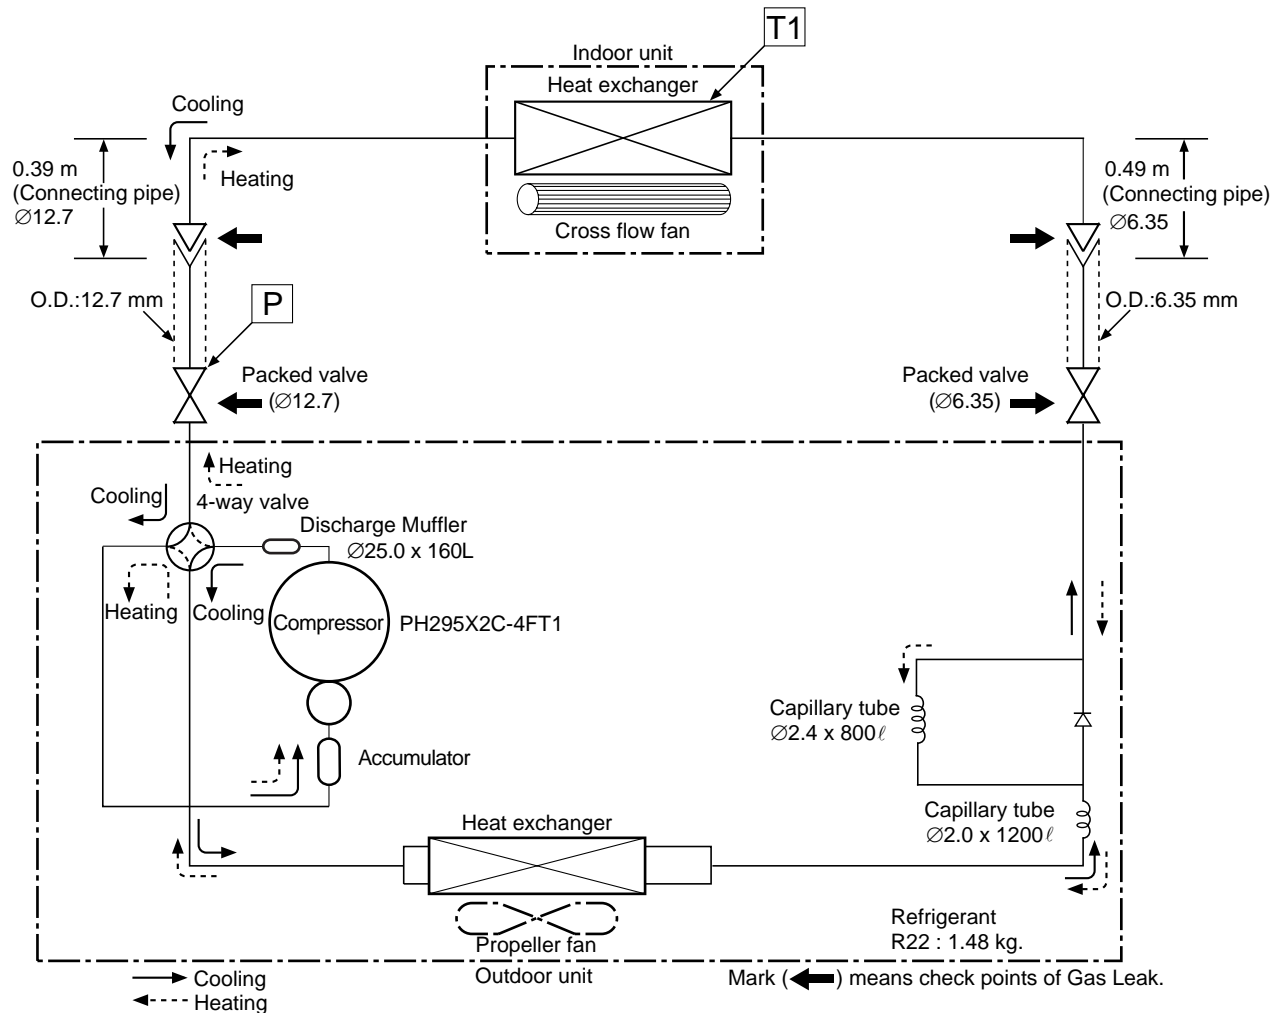 T1
Indoor unit
Heat exchanger
Cooling
0.39 m
(Connecting pipe)
∅12.7
Heating
0.49 m
(Connecting pipe)
∅6.35
Cross flow fan
O.D.:12.7 mm
P
O.D.:6.35 mm
Packed valve
(∅12.7)
Packed valve
(∅6.35)
Heating
Cooling
4-way valve
Discharge Muffler
∅25.0 x 160L
Heating
Cooling
Compressor
PH295X2C-4FT1
Capillary tube
∅2.4 x 800ℓ
Accumulator
Capillary tube
∅2.0 x 1200ℓ
Heat exchanger
Propeller fan
Refrigerant
R22 : 1.48 kg.
Outdoor unit
Cooling
Heating
Mark ( ) means check points of Gas Leak.